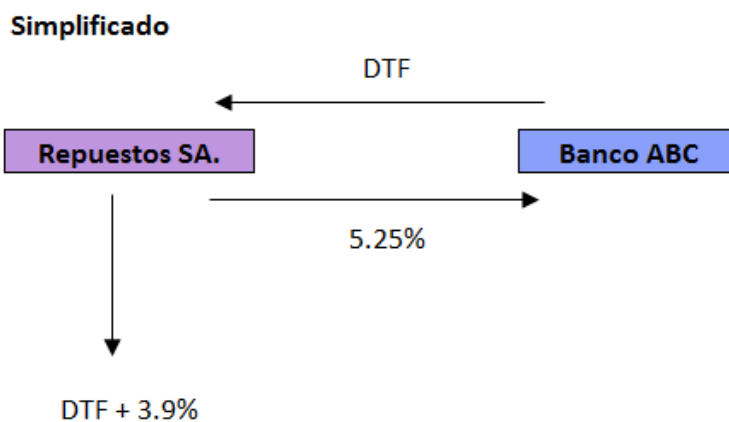 Simplificado
DTF
Repuestos SA.
Banco ABC
5.25%
DTF + 3.9%